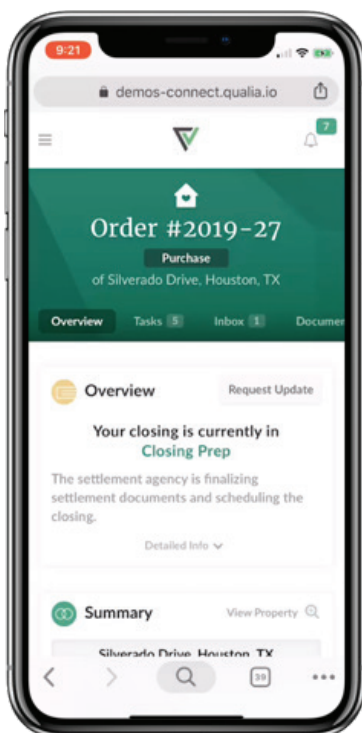 9:21
demos-connect.qualia.io
7
Order #2019-27
Purchase
of Silverado Drive, Houston, TX
Overview Tasks 5 Inbox 1 Documen
Overview Request Update
Your closing is currently in
Closing Prep
The settlement agency is finalizing
settlement documents and scheduling the
closing.
Detailed Info
Summary View Property
Silverado Drive, Houston, TX
39